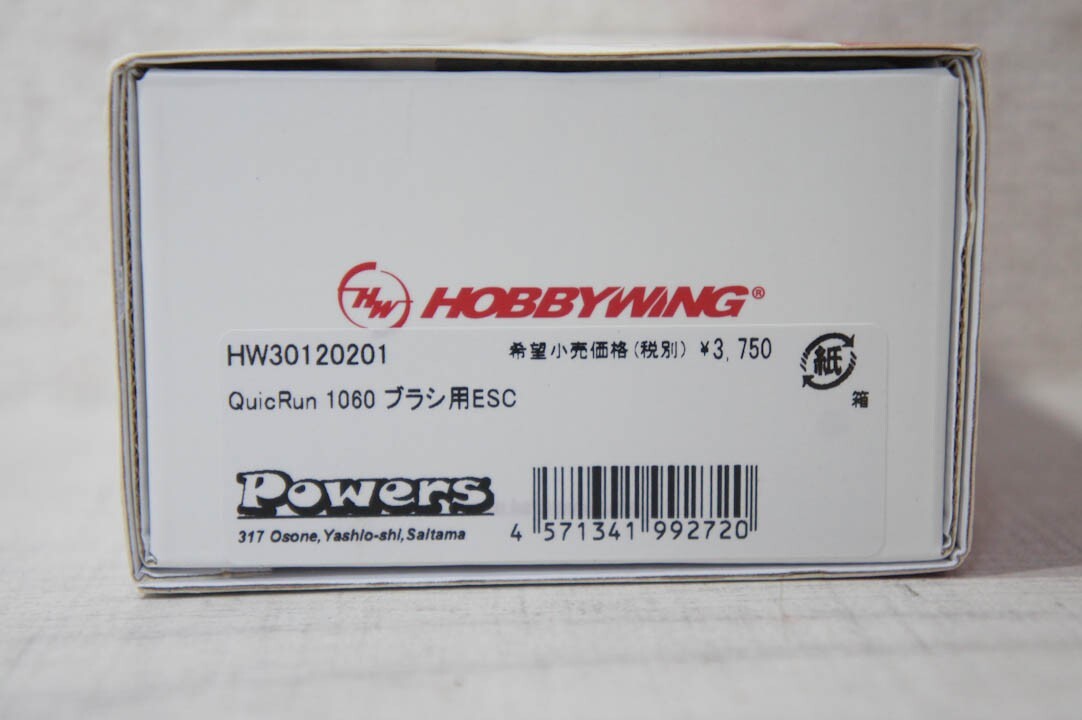 HW HOBBYWING®
HW30120201
希望小売価格(税別) ¥3,750
紙
QuicRun 1060 ブラシ用ESC
箱
Powers
317 Osone,Yashio-shi,Saitama
4 571341 992720